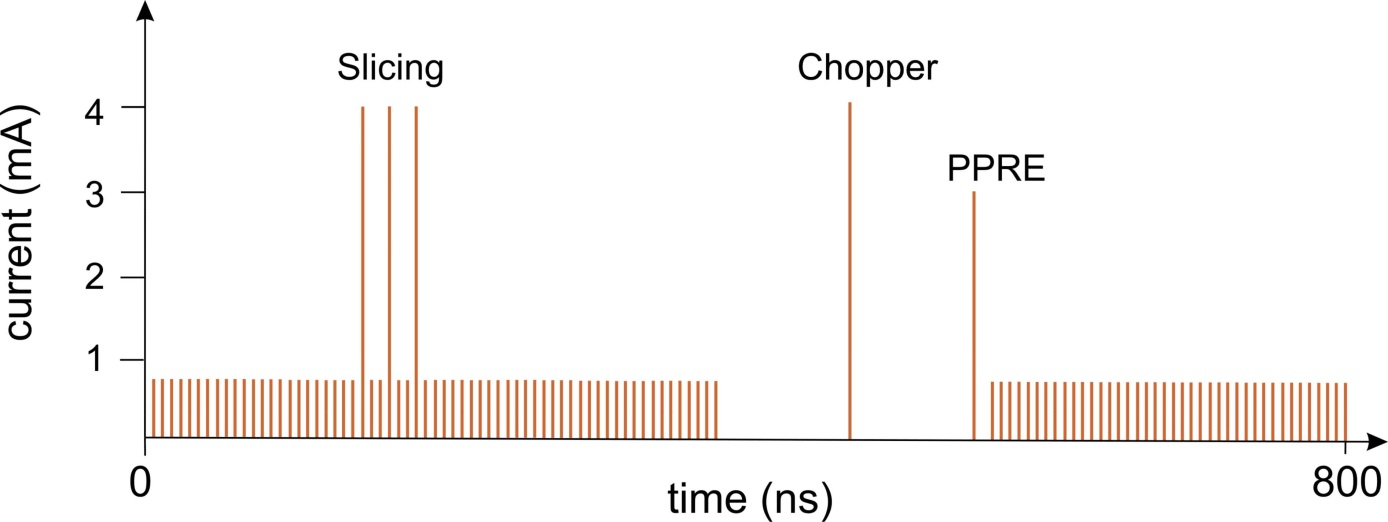 Slicing
Chopper
PPRE
current (mA)
4
3
2
1
0
time (ns)
800